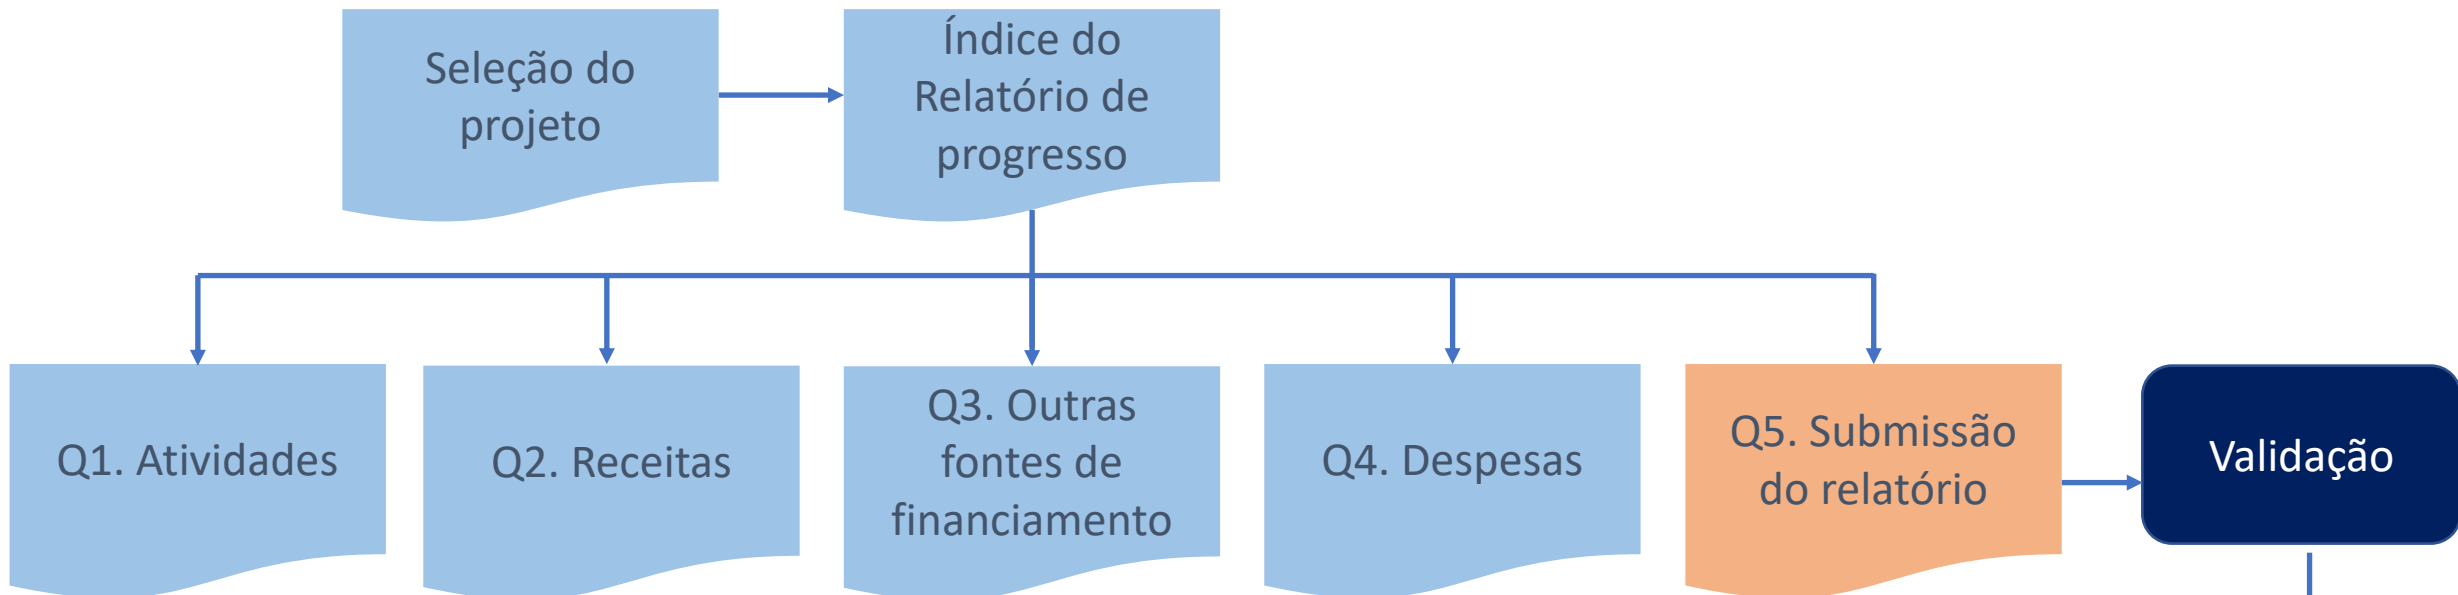 Seleção do
projeto
Índice do
Relatório de
progresso
Q1. Atividades
Q2. Receitas
Q3. Outras
fontes de
financiamento
Q4. Despesas
Q5. Submissão
do relatório
Validação